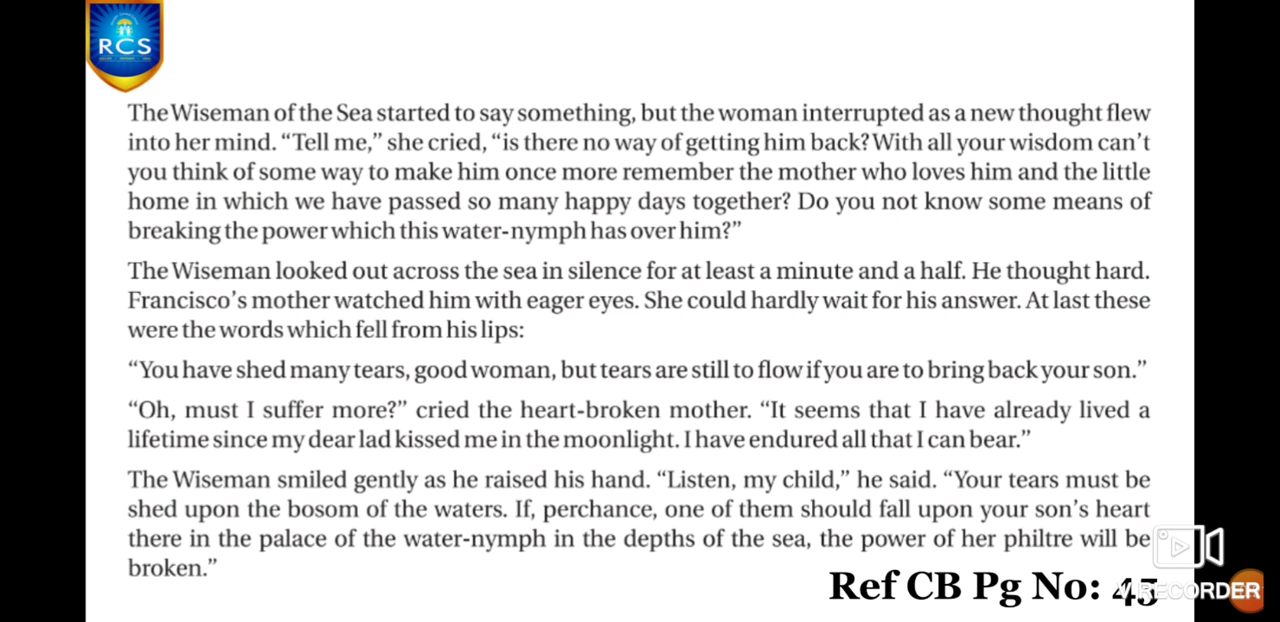 RCS
The Wiseman of the Sea started to say something, but the woman interrupted as a new thought flew
into her mind. “Tell me,” she cried, “is there no way of getting him back? With all your wisdom can’t
you think of some way to make him once more remember the mother who loves him and the little
home in which we have passed so many happy days together? Do you not know some means of
breaking the power which this water-nymph has over him?”
The Wiseman looked out across the sea in silence for at least a minute and a half. He thought hard.
Francisco’s mother watched him with eager eyes. She could hardly wait for his answer. At last these
were the words which fell from his lips:
“You have shed many tears, good woman, but tears are still to flow if you are to bring back your son.”
“Oh, must I suffer more?” cried the heart-broken mother. “It seems that I have already lived a
lifetime since my dear lad kissed me in the moonlight. I have endured all that I can bear.”
The Wiseman smiled gently as he raised his hand. “Listen, my child,” he said. “Your tears must be
shed upon the bosom of the waters. If, perchance, one of them should fall upon your son’s heart
there in the palace of the water-nymph in the depths of the sea, the power of her philtre will be
broken.”
Ref CB Pg No: 45
RECORDER